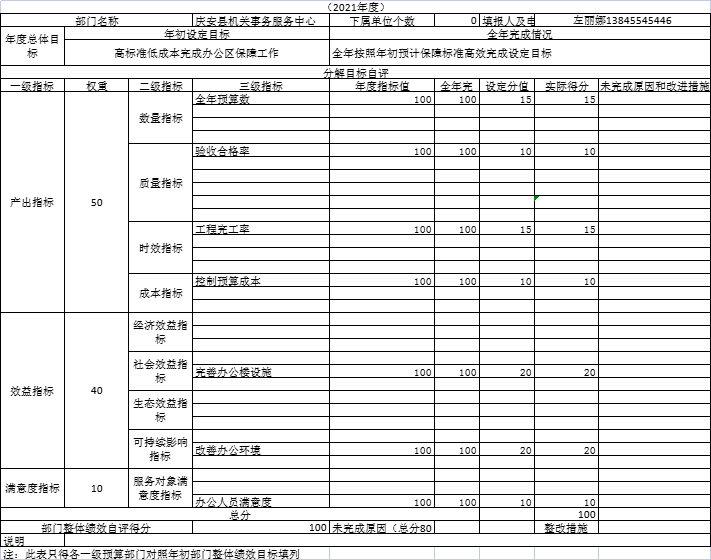 （2021年度）
部门名称 庆安县机关事务服务中心 下属单位个数 0 填报人及电 左丽娜13845545446
年度总体目标 年初设定目标 全年完成情况
高标准低成本完成办公区保障工作 全年按照年初预计保障标准高效完成设定目标
分解目标自评
一级指标 权重 二级指标 三级指标 年度指标值 全年完 设定分值 实际得分 未完成原因和改进措施
产出指标 50 数量指标 全年预算数 100 100 15 15
质量指标 验收合格率 100 100 10 10
时效指标 工程完工率 100 100 15 15
成本指标 控制预算成本 100 100 10 10
效益指标 40 经济效益指标
社会效益指标 完善办公楼设施 100 100 20 20
生态效益指标
可持续影响指标 改善办公环境 100 100 20 20
满意度指标 10 服务对象满意度指标 办公人员满意度 100 100 10 10
总分 100
部门整体绩效自评得分 100 未完成原因（总分80 整改措施
说明
注：此表只得各一级预算部门对照年初部门整体绩效目标填列